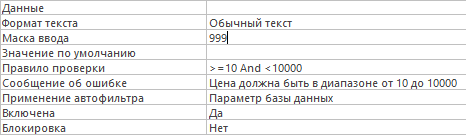 Данные
Формат текста Обычный текст
Маска ввода 999
Значение по умолчанию
Правило проверки >=10 And <10000
Сообщение об ошибке Цена должна быть в диапазоне от 10 до 10000
Применение автофильтра Параметр базы данных
Включена Да
Блокировка Нет